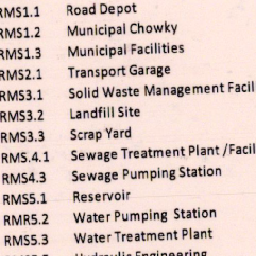 RMS1.1 Road Depot
RMS1.2 Municipal Chowky
RMS1.3 Municipal Facilities
RMS2.1 Transport Garage
RMS3.1 Solid Waste Management Facil
RMS3.2 Landfill Site
RMS3.3 Scrap Yard
RMS.4.1 Sewage Treatment Plant /Facil
RMS4.3 Sewage Pumping Station
RMS5.1 Reservoir
RMR5.2 Water Pumping Station
RMS5.3 Water Treatment Plant
Hydraulic Engineering